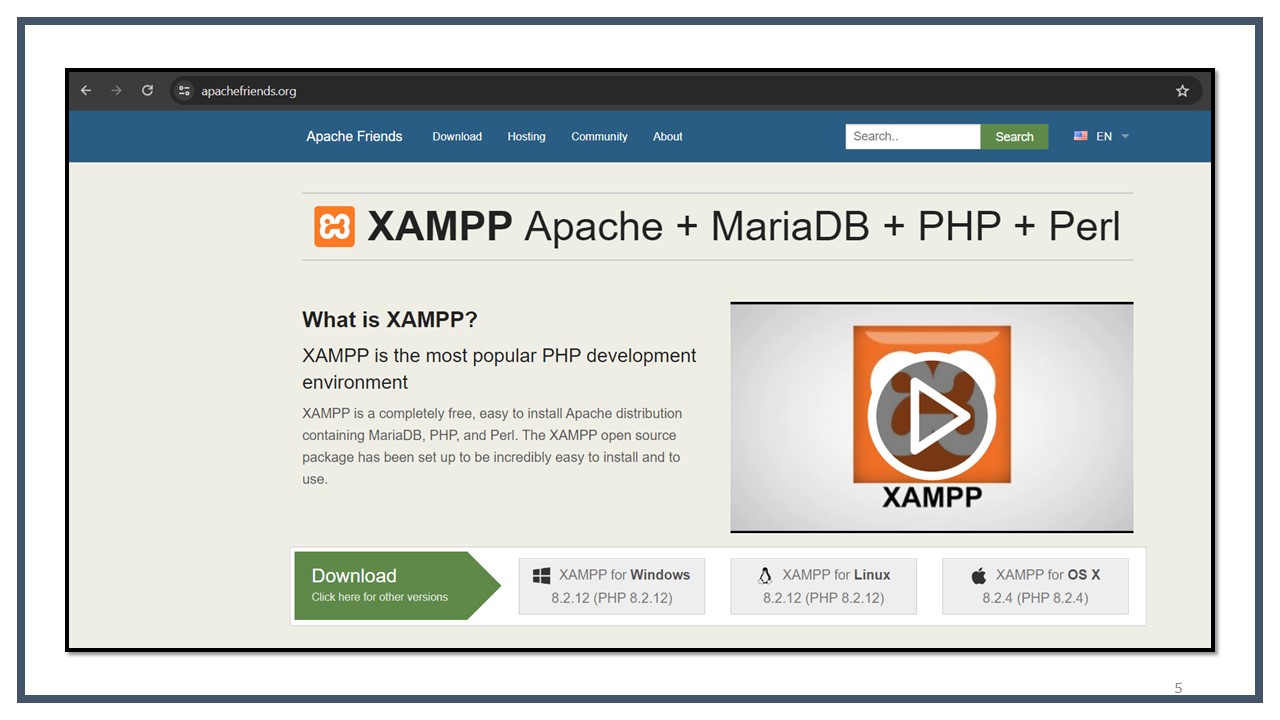 apachefriends.org
Apache Friends Download Hosting Community About Search.. Search EN
XAMPP Apache + MariaDB + PHP + Perl
What is XAMPP?
XAMPP is the most popular PHP development
environment
XAMPP is a completely free, easy to install Apache distribution
containing MariaDB, PHP, and Perl. The XAMPP open source
package has been set up to be incredibly easy to install and to
use.
XAMPP
Download
Click here for other versions
XAMPP for Windows
8.2.12 (PHP 8.2.12)
XAMPP for Linux
8.2.12 (PHP 8.2.12)
XAMPP for OS X
8.2.4 (PHP 8.2.4)
5